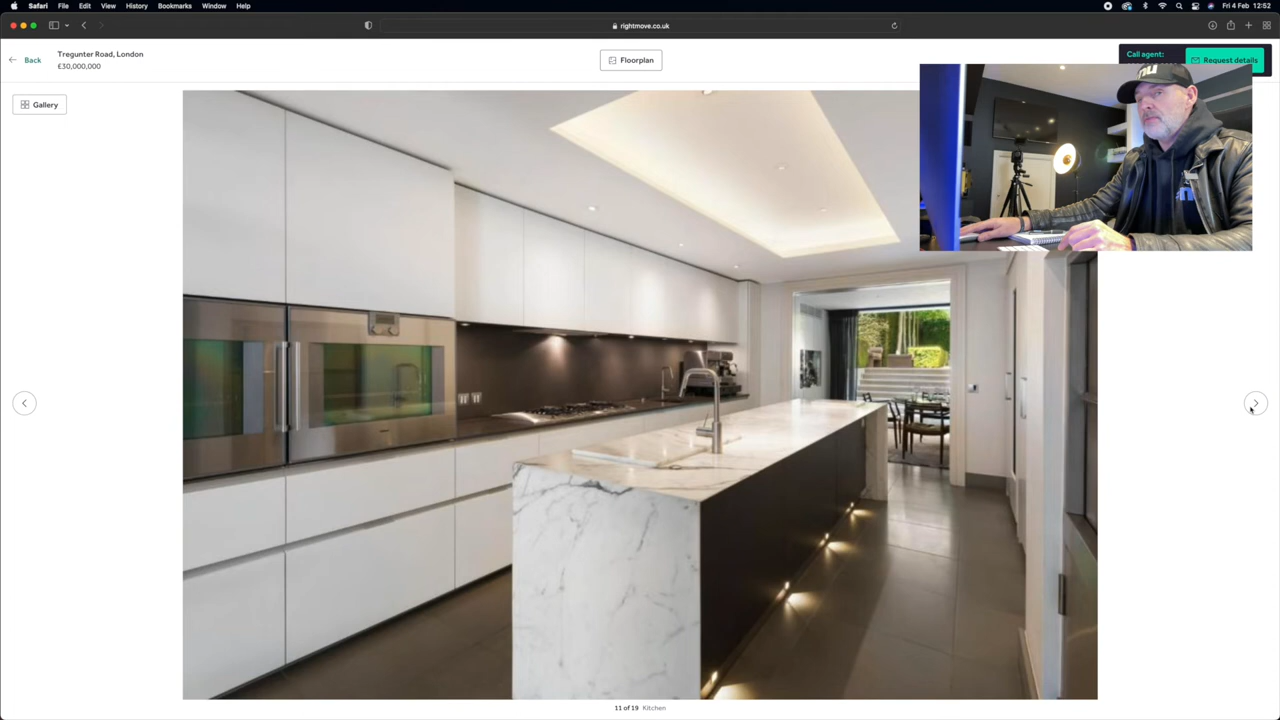 Safari File Edit View History Bookmarks Window Help Fri 4 Feb 12:52
rightmove.co.uk
Back
Tregunter Road, London
£30,000,000
Floorplan
Call agent:
Request details
Gallery
11 of 19 Kitchen